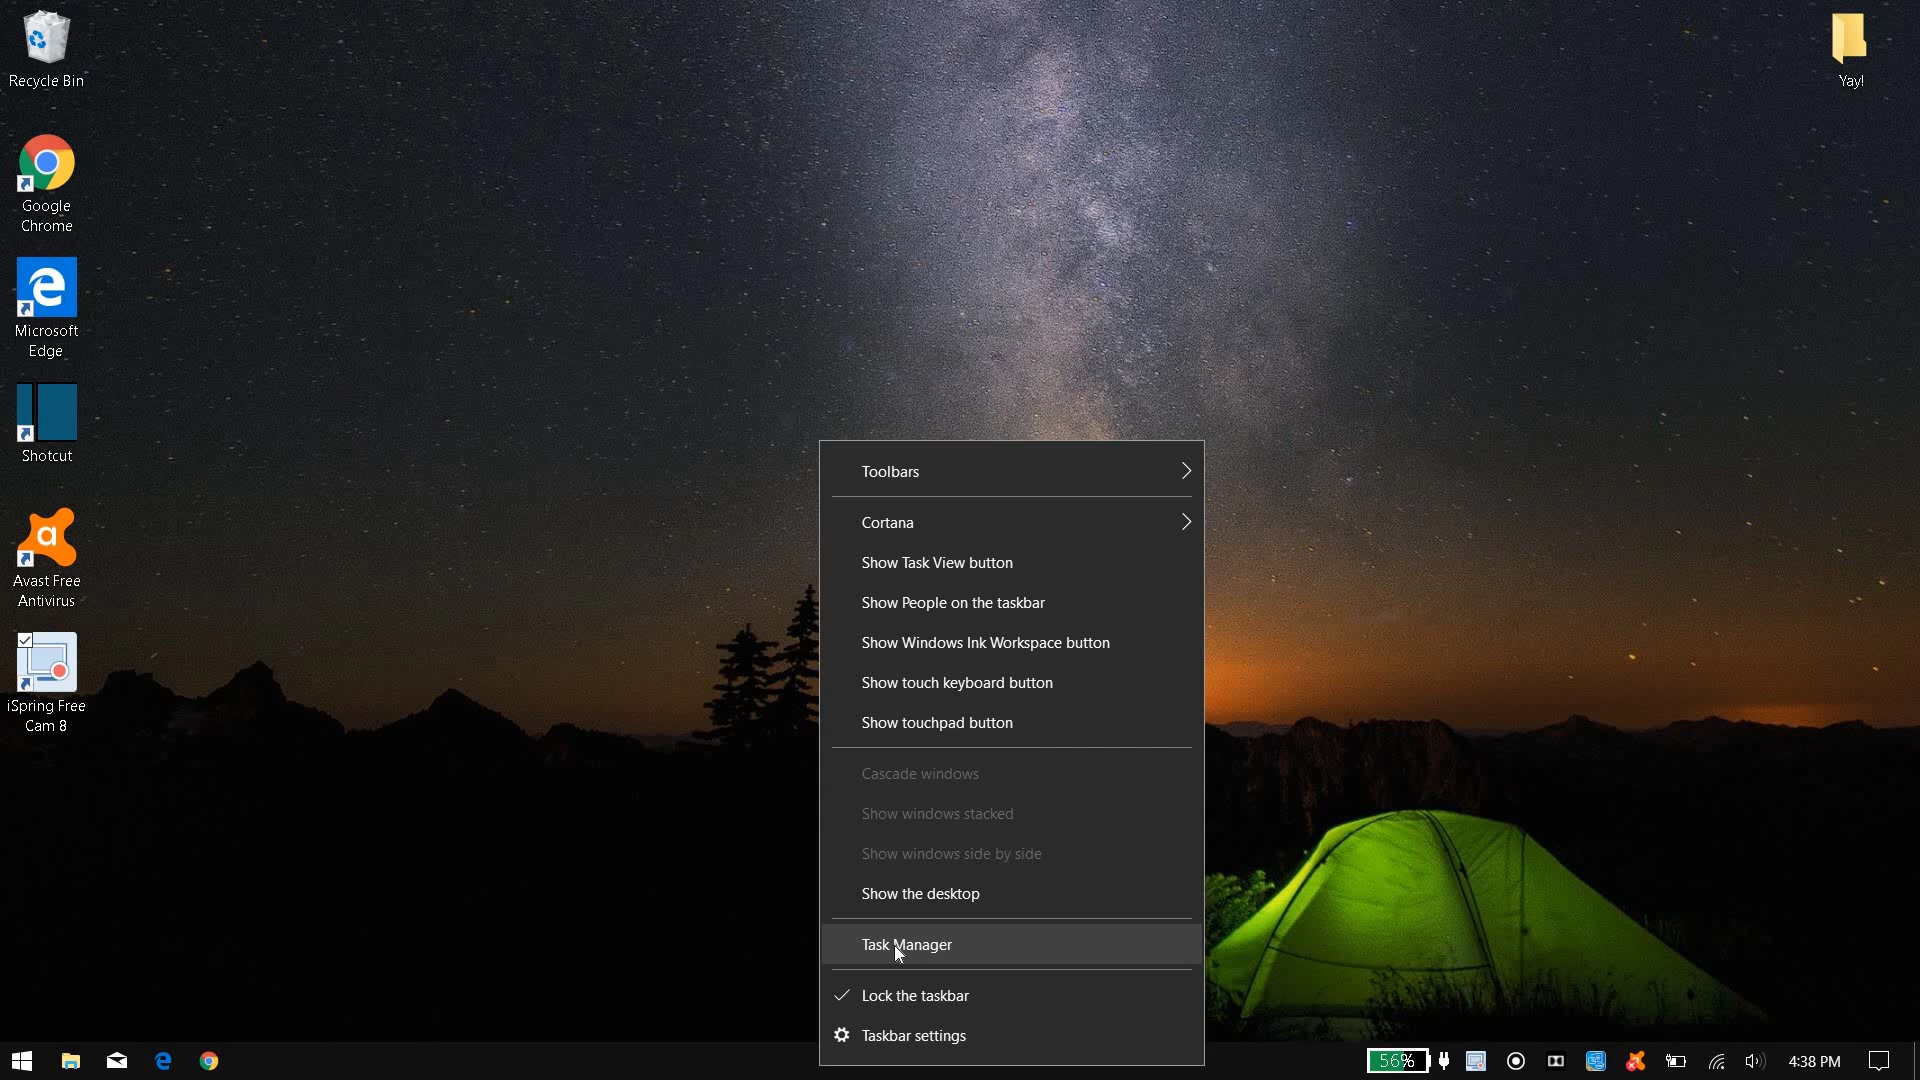 Recycle Bin
Google
Chrome
Microsoft
Edge
Shotcut
a
Avast Free
Antivirus
iSpring Free
Cam 8
Yay!
Toolbars
Cortana
Show Task View button
Show People on the taskbar
Show Windows Ink Workspace button
Show touch keyboard button
Show touchpad button
Cascade windows
Show windows stacked
Show windows side by side
Show the desktop
Task Manager
Lock the taskbar
Taskbar settings
56%
4:38 PM